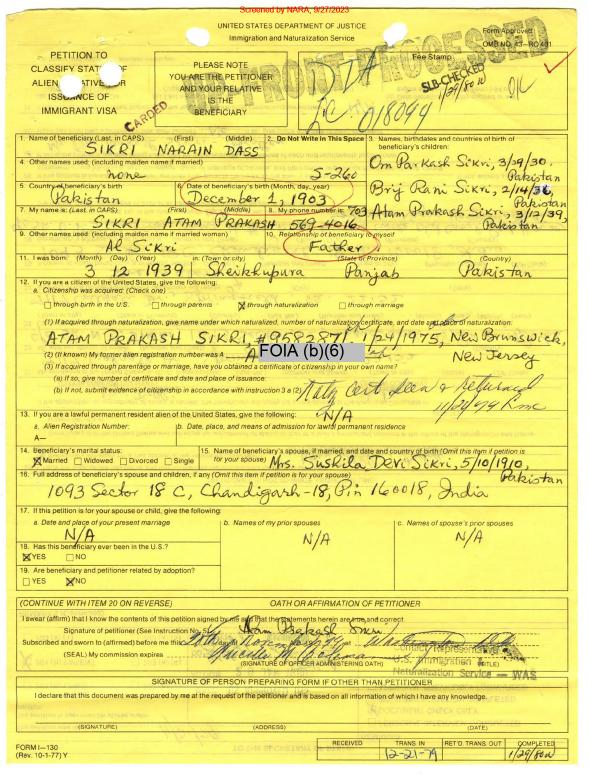 Screened by NARA, 9/27/2023
UNITED STATES DEPARTMENT OF JUSTICE
Immigration and Naturalization Service
Form Approved
OMB NO. 43-RO 401
PETITION TO
CLASSIFY STATUS OF
ALIEN RELATIVE FOR
ISSUANCE OF
IMMIGRANT VISA
PLEASE NOTE
YOU ARE THE PETITIONER
AND YOUR RELATIVE
IS THE
BENEFICIARY
Fee Stamp
PROCESSED
SLB-CHECKED
1/29/80
018099
CARDED
1. Name of beneficiary (Last, in CAPS) (First) (Middle)
SIKRI NARAIN DASS
2. Do Not Write in This Space
5-260
3. Names, birthdates and countries of birth of beneficiary's children:
Om Parkash Sikri, 3/29/30, Pakistan
Brij Rani Sikri, 2/14/36, Pakistan
Atam Prakash Sikri, 3/12/39, Pakistan
4. Other names used: (including maiden name if married)
none
5. Country of beneficiary's birth
Pakistan
6. Date of beneficiary's birth (Month, day, year)
December 1, 1903
7. My name is: (Last, in CAPS) (First) (Middle)
SIKRI ATAM PRAKASH
8. My phone number is:
703 569-4016
9. Other names used: (including maiden name if married woman)
Al Sikri
10. Relationship of beneficiary to myself
Father
11. I was born: (Month) (Day) (Year) in: (Town or city) (State or Province) (Country)
3 12 1939 Sheikhupura Panjab Pakistan
12. If you are a citizen of the United States, give the following:
a. Citizenship was acquired: (Check one)
through birth in the U.S. through parents X through naturalization through marriage
(1) If acquired through naturalization, give name under which naturalized, number of naturalization certificate, and date and place of naturalization:
ATAM PRAKASH SIKRI, #9582871, 1/24/1975, New Brunswick,
New Jersey
(2) (If known) My former alien registration number was A
FOIA (b)(6)
(3) If acquired through parentage or marriage, have you obtained a certificate of citizenship in your own name?
(a) If so, give number of certificate and date and place of issuance:
(b) If not, submit evidence of citizenship in accordance with instruction 3 a (2)
Natz Cert Seen & Returned
13. If you are a lawful permanent resident alien of the United States, give the following:
N/A
a. Alien Registration Number:
b. Date, place, and means of admission for lawful permanent residence
A—
14. Beneficiary's marital status:
X Married Widowed Divorced Single
15. Name of beneficiary's spouse, if married, and date and country of birth (Omit this item if petition is for your spouse)
Mrs. Sushila Devi Sikri, 5/10/1910, Pakistan
16. Full address of beneficiary's spouse and children, if any (Omit this item if petition is for your spouse)
1093 Sector 18 C, Chandigarh-18, Pin 160018, India
17. If this petition is for your spouse or child, give the following:
a. Date and place of your present marriage
N/A
b. Names of my prior spouses
N/A
c. Names of spouse's prior spouses
N/A
18. Has this beneficiary ever been in the U.S.?
X YES NO
19. Are beneficiary and petitioner related by adoption?
YES X NO
(CONTINUE WITH ITEM 20 ON REVERSE)
OATH OR AFFIRMATION OF PETITIONER
I swear (affirm) that I know the contents of this petition signed by me and that the statements herein are true and correct.
Signature of petitioner (See Instruction No. 5)
Atam Prakash Sikri
Subscribed and sworn to (affirmed) before me this
(SEAL) My commission expires
Contact Representative
(SIGNATURE OF OFFICER ADMINISTERING OATH) (TITLE)
U.S. Immigration &
Naturalization Service — WAS
SIGNATURE OF PERSON PREPARING FORM IF OTHER THAN PETITIONER
I declare that this document was prepared by me at the request of the petitioner and is based on all information of which I have any knowledge.
(SIGNATURE) (ADDRESS) (DATE)
FORM I—130
(Rev. 10-1-77) Y
RECEIVED
TRANS. IN
12-21-79
RET'D. TRANS. OUT
COMPLETED
1/29/80